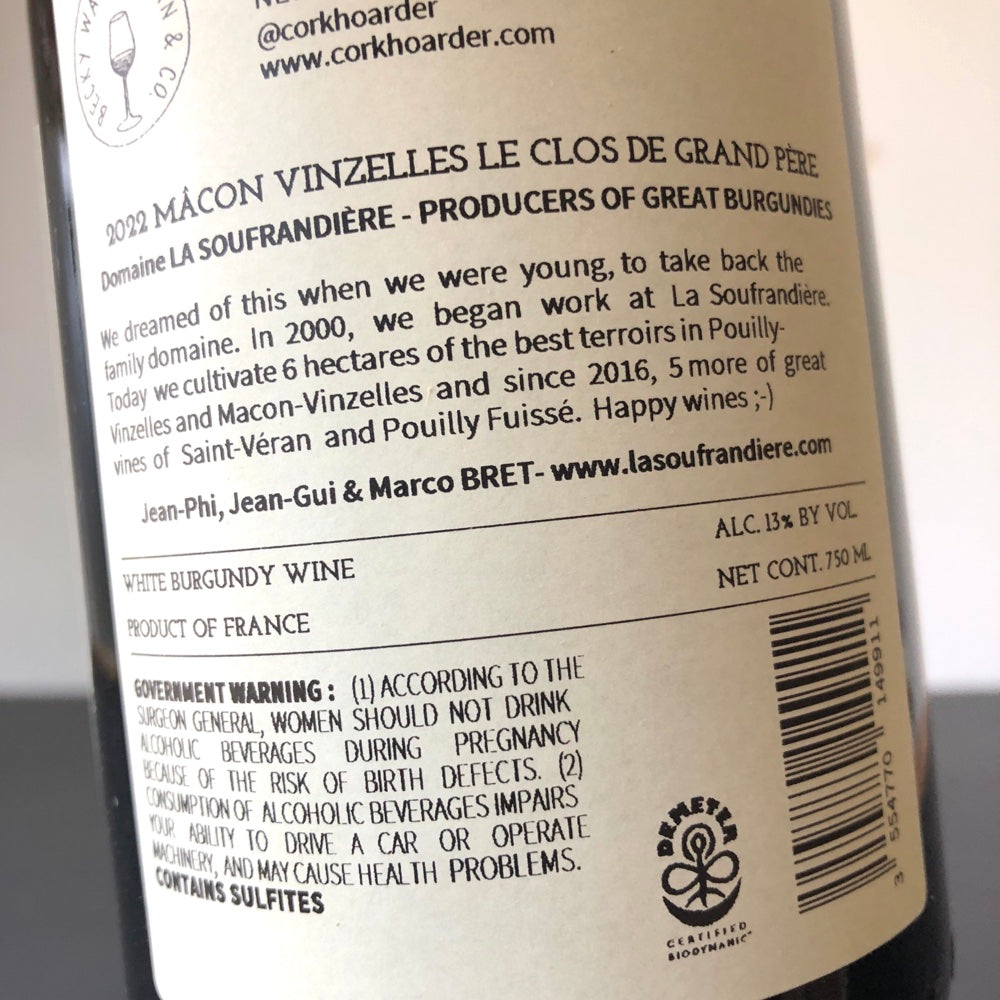 @corkhoarder
www.corkhoarder.com
BECKY WA
N & CO.
2022 MÂCON VINZELLES LE CLOS DE GRAND PÈRE
Domaine LA SOUFRANDIÈRE - PRODUCERS OF GREAT BURGUNDIES
We dreamed of this when we were young, to take back the
family domaine. In 2000, we began work at La Soufrandière.
Today we cultivate 6 hectares of the best terroirs in Pouilly-
Vinzelles and Macon-Vinzelles and since 2016, 5 more of great
vines of Saint-Véran and Pouilly Fuissé. Happy wines ;-)
Jean-Phi, Jean-Gui & Marco BRET- www.lasoufrandiere.com
WHITE BURGUNDY WINE
ALC. 13% BY VOL.
PRODUCT OF FRANCE
NET CONT. 750 ML
GOVERNMENT WARNING : (1) ACCORDING TO THE
SURGEON GENERAL, WOMEN SHOULD NOT DRINK
ALCOHOLIC BEVERAGES DURING PREGNANCY
BECAUSE OF THE RISK OF BIRTH DEFECTS. (2)
CONSUMPTION OF ALCOHOLIC BEVERAGES IMPAIRS
YOUR ABILITY TO DRIVE A CAR OR OPERATE
MACHINERY, AND MAY CAUSE HEALTH PROBLEMS.
CONTAINS SULFITES
DEMETER
CERTIFIED
BIODYNAMIC™
3 554770 149911